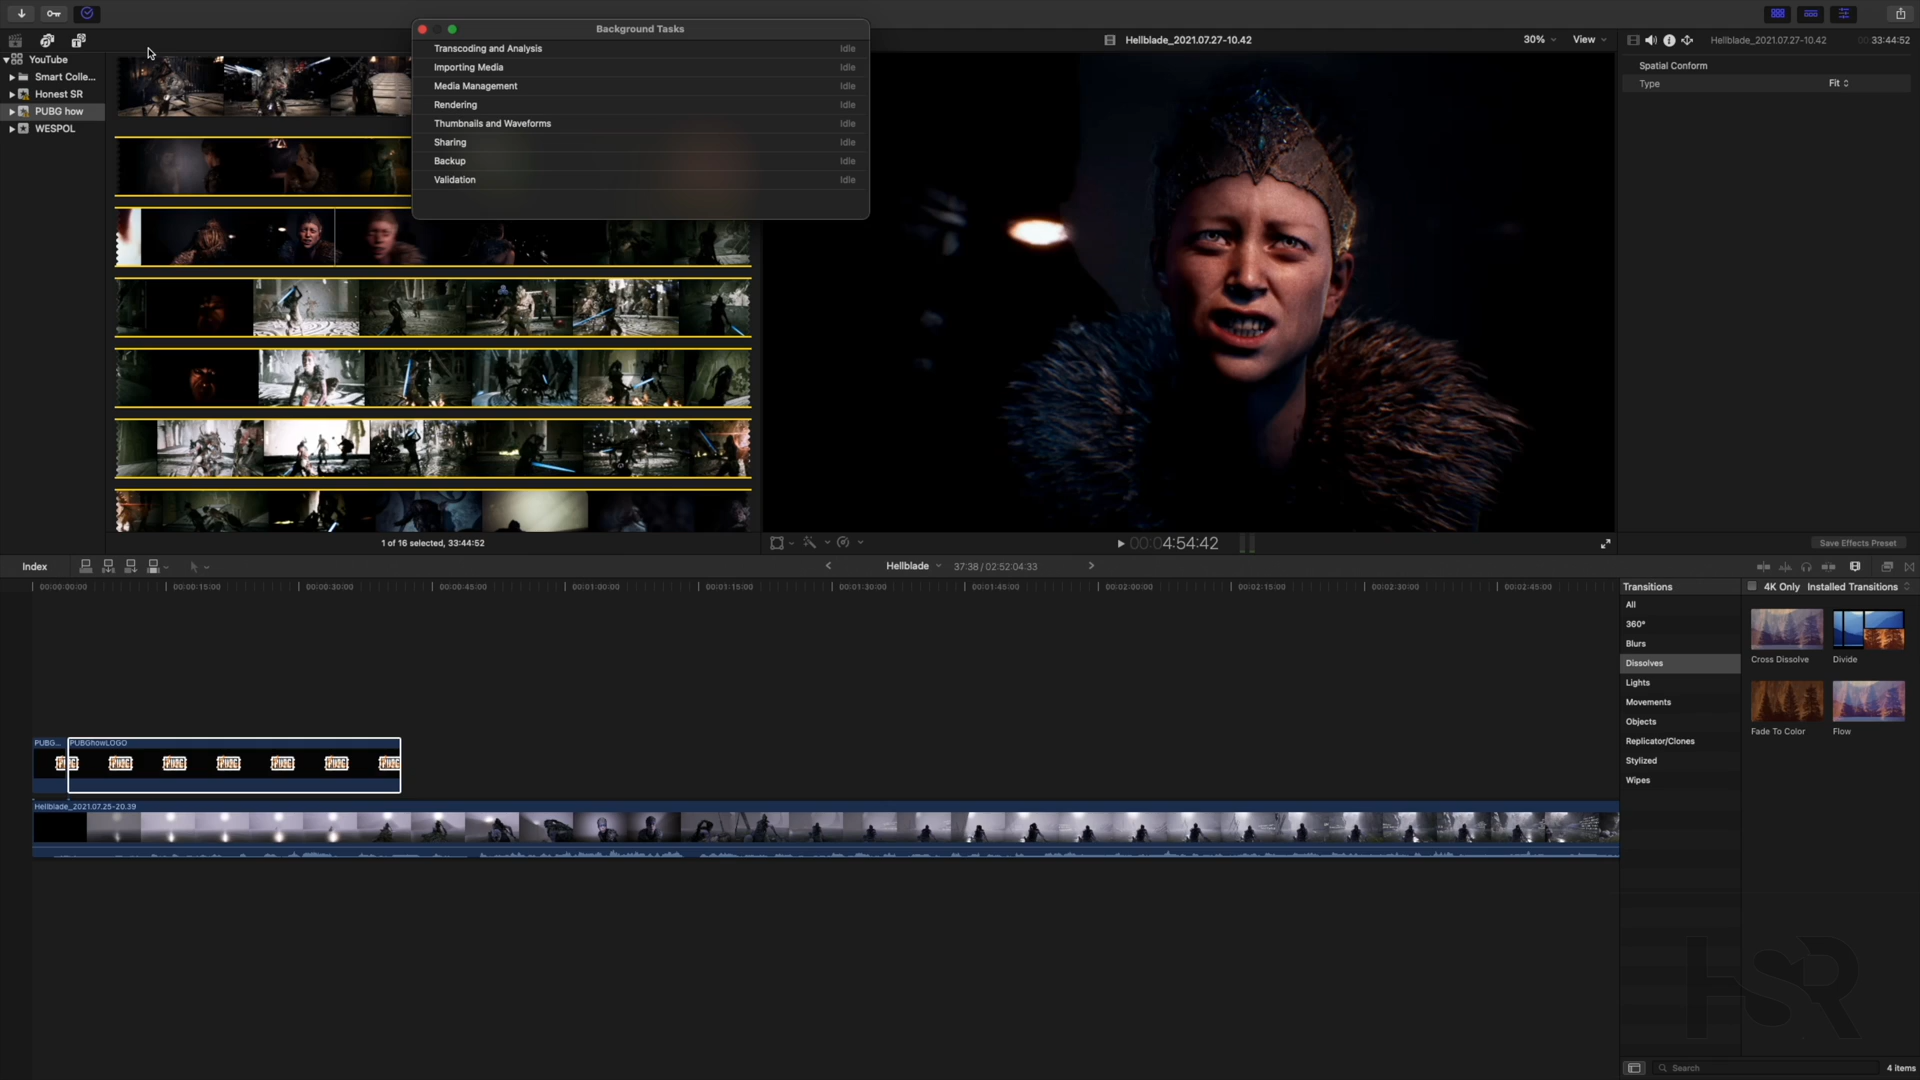 Background Tasks
Transcoding and Analysis Idle
Importing Media Idle
Media Management Idle
Rendering Idle
Thumbnails and Waveforms Idle
Sharing Idle
Backup Idle
Validation Idle
YouTube
Smart Colle...
Honest SR
PUBG how
WESPOL
1 of 16 selected, 33:44:52
Hellblade_2021.07.27-10.42
30%
View
00:04:54:42
Hellblade_2021.07.27-10.42
00 33:44:52
Spatial Conform
Type Fit
Save Effects Preset
Index
Hellblade
37:38 / 02:52:04:33
00:00:00:00 00:00:15:00 00:00:30:00 00:00:45:00 00:01:00:00 00:01:15:00 00:01:30:00 00:01:45:00 00:02:00:00 00:02:15:00 00:02:30:00 00:02:45:00
PUBG...
PUBGhowLOGO
Hellblade_2021.07.25-20.39
Transitions
4K Only
Installed Transitions
All
360°
Blurs
Dissolves
Lights
Movements
Objects
Replicator/Clones
Stylized
Wipes
Cross Dissolve
Divide
Fade To Color
Flow
HSR
Search
4 items